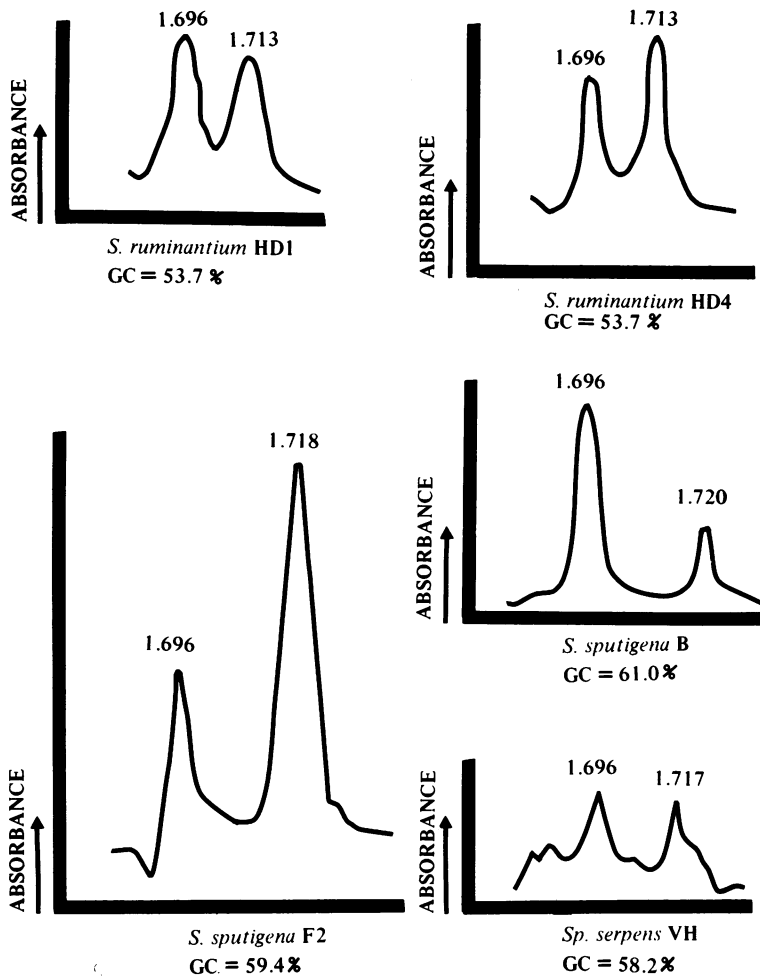 1.696
1.713
ABSORBANCE
S. ruminantium HD1
GC = 53.7 %
1.696
1.713
ABSORBANCE
S. ruminantium HD4
GC = 53.7 %
1.696
1.718
ABSORBANCE
S. sputigena F2
GC = 59.4%
1.696
1.720
ABSORBANCE
S. sputigena B
GC = 61.0%
1.696
1.717
ABSORBANCE
Sp. serpens VH
GC = 58.2%